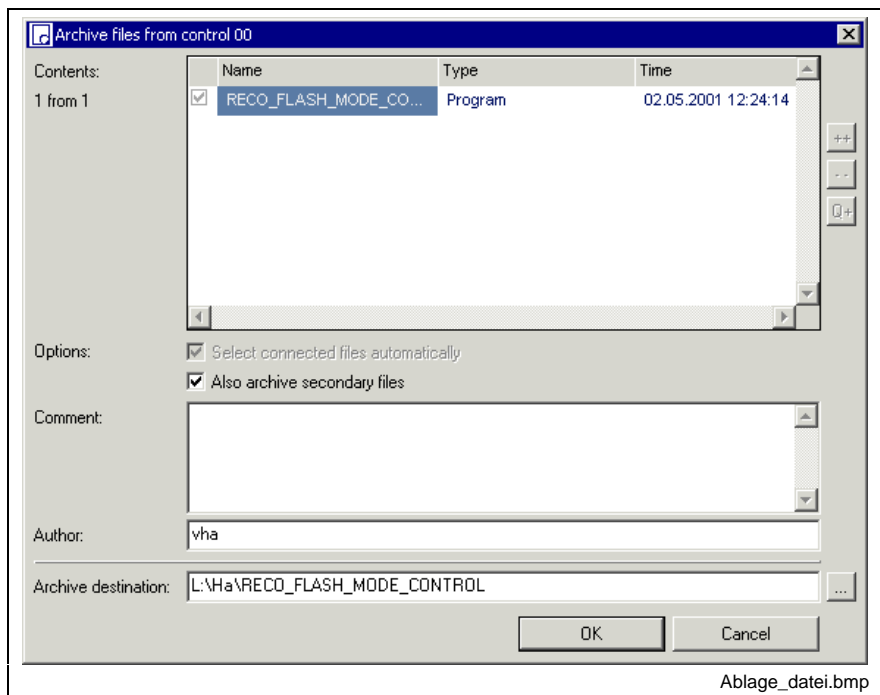 Archive files from control 00
Contents:
Name Type Time
1 from 1
RECO_FLASH_MODE_CO... Program 02.05.2001 12:24:14
++
--
Q+
Options:
Select connected files automatically
Also archive secondary files
Comment:
Author: vha
Archive destination: L:\Ha\RECO_FLASH_MODE_CONTROL ...
OK Cancel
Ablage_datei.bmp